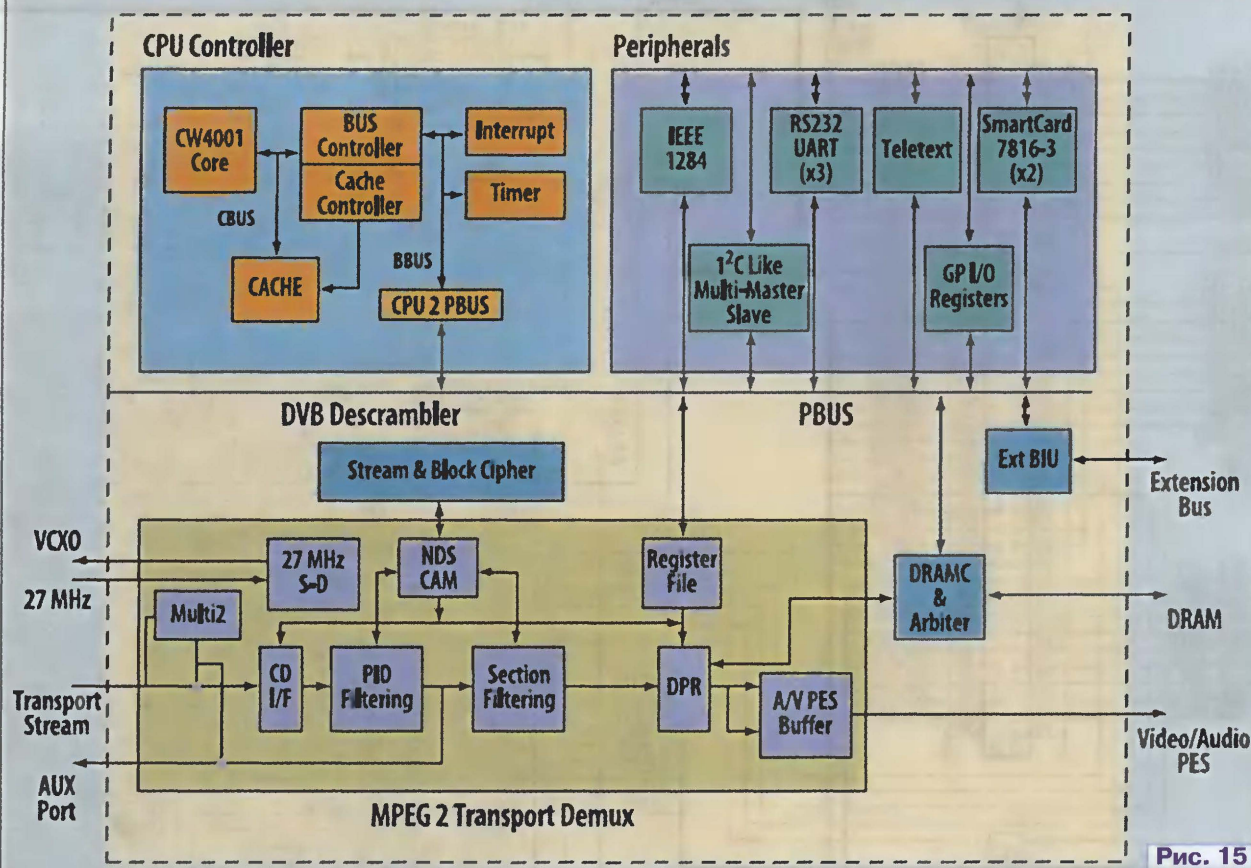 CPU Controller
Peripherals
CW4001
Core
BUS
Controller
Cache
Controller
Interrupt
Timer
CBUS
CACHE
BBUS
CPU 2 PBUS
IEEE
1284
RS232
UART
(x3)
Teletext
SmartCard
7816-3
(x2)
1²C Like
Multi-Master
Slave
GP I/O
Registers
DVB Descrambler
PBUS
Stream & Block Cipher
Ext BIU
Extension
Bus
VCXO
27 MHz
27 MHz
S-D
NDS
CAM
Register
File
DRAMC
&
Arbiter
DRAM
Multi2
CD
I/F
PID
Filtering
Section
Filtering
DPR
A/V PES
Buffer
Transport
Stream
Video/Audio
PES
AUX
Port
MPEG 2 Transport Demux
Рис. 15